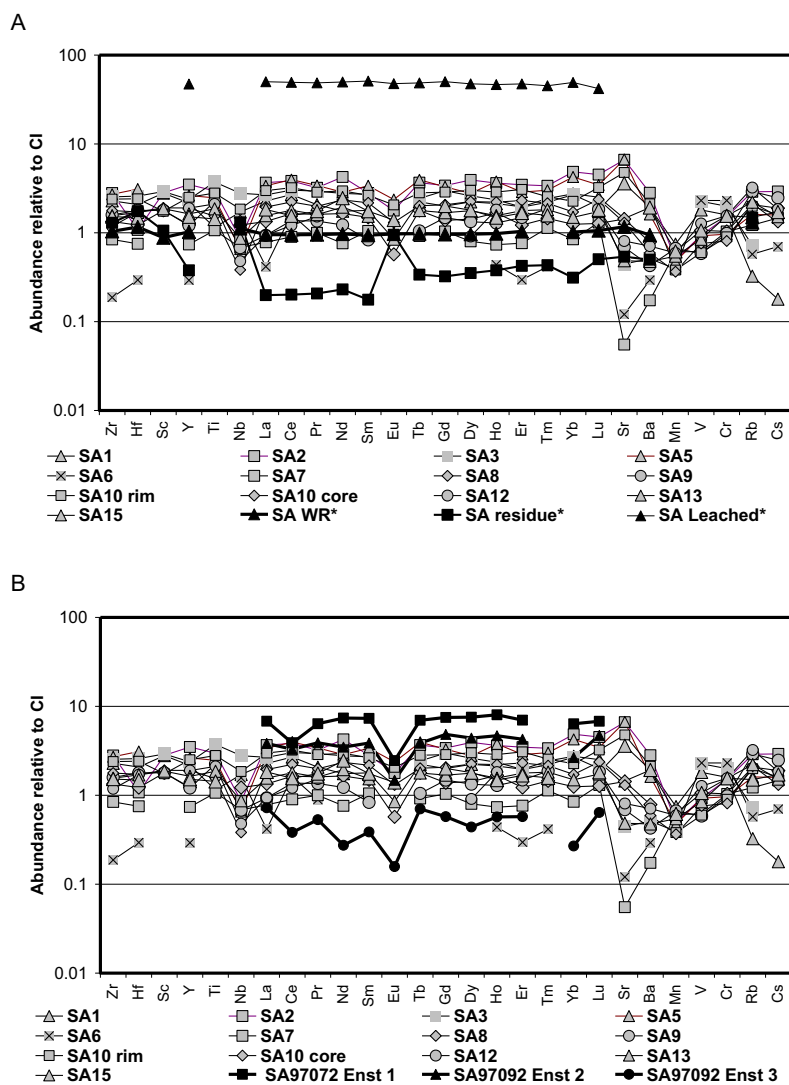 A
Abundance relative to CI
100
10
1
0.1
0.01
Zr Hf Sc Y Ti Nb La Ce Pr Nd Sm Eu Tb Gd Dy Ho Er Tm Yb Lu Sr Ba Mn V Cr Rb Cs
SA1 SA2 SA3 SA5
SA6 SA7 SA8 SA9
SA10 rim SA10 core SA12 SA13
SA15 SA WR* SA residue* SA Leached*
B
Abundance relative to CI
100
10
1
0.1
0.01
Zr Hf Sc Y Ti Nb La Ce Pr Nd Sm Eu Tb Gd Dy Ho Er Tm Yb Lu Sr Ba Mn V Cr Rb Cs
SA1 SA2 SA3 SA5
SA6 SA7 SA8 SA9
SA10 rim SA10 core SA12 SA13
SA15 SA97072 Enst 1 SA97092 Enst 2 SA97092 Enst 3